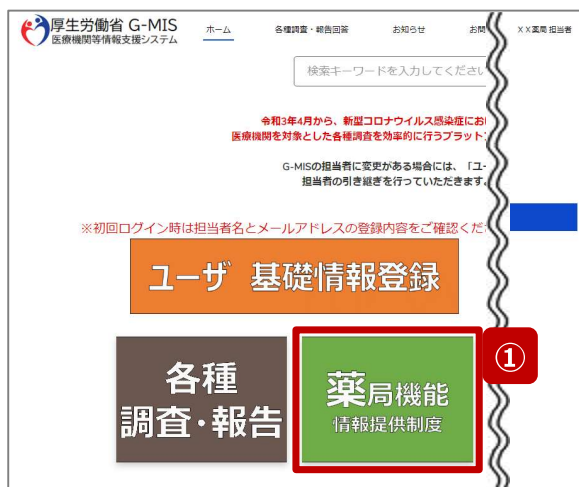 厚生労働省 G-MIS
医療機関等情報支援システム
ホーム
各種調査・報告回答
お知らせ
お問
××薬局 担当者
検索キーワードを入力してくださ
令和3年4月から、新型コロナウイルス感染症にお
医療機関を対象とした各種調査を効率的に行うプラット
G-MISの担当者に変更がある場合には、「ユー
担当者の引き継ぎを行っていただきます
※初回ログイン時は担当者名とメールアドレスの登録内容をご確認くだ
ユーザ 基礎情報登録
各種
調査・報告
薬局機能
情報提供制度
①